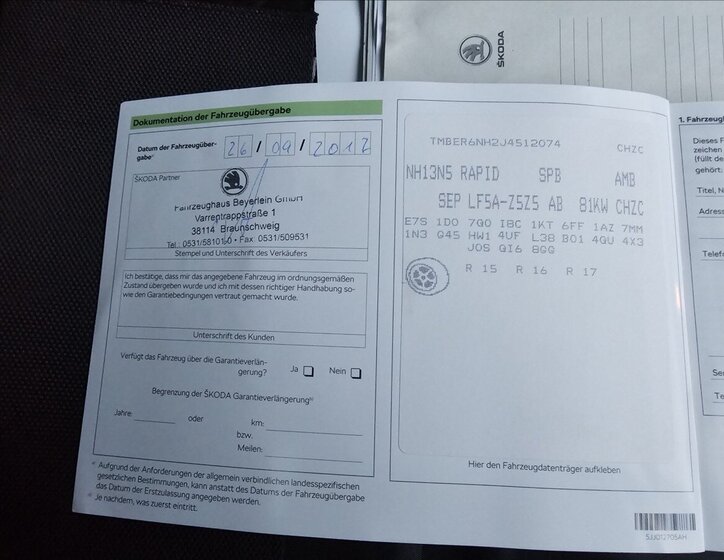 ŠKODA
Dokumentation der Fahrzeugübergabe
Datum der Fahrzeugüber-
gabe
26/09/2017
ŠKODA Partner
Fahrzeughaus Beyerlein GmbH
Varrentrappstraße 1
38114 Braunschweig
Tel.: 0531/581010 • Fax 0531/509531
Stempel und Unterschrift des Verkäufers
Ich bestätige, dass mir das angegebene Fahrzeug im ordnungsgemäßen
Zustand übergeben wurde und ich mit dessen richtiger Handhabung so-
wie den Garantiebedingungen vertraut gemacht wurde.
Unterschrift des Kunden
Verfügt das Fahrzeug über die Garantieverlän-
gerung?
Ja
Nein
Begrenzung der ŠKODA Garantieverlängerung
Jahre:
oder
km:
bzw.
Meilen:
Aufgrund der Anforderungen der allgemein verbindlichen landesspezifischen
gesetzlichen Bestimmungen, kann anstatt des Datums der Fahrzeugübergabe
das Datum der Erstzulassung angegeben werden.
Je nachdem, was zuerst eintritt.
TMBER6NH2J4512074 CHZC
NH13N5 RAPID SPB AMB
SEP LF5A-Z5Z5 AB 81KW CHZC
E7S 1D0 7G0 I8C 1KT 6FF 1AZ 7MM
1N3 G45 HW1 4UF L38 B01 4GU 4X3
J0S QI6 8GG
R 15 R 16 R 17
Hier den Fahrzeugdatenträger aufkleben
1. Fahrzeug
Dieses F
zeichen
(füllt de
gehört.
Titel, N
Adress
Telef
Se
Te